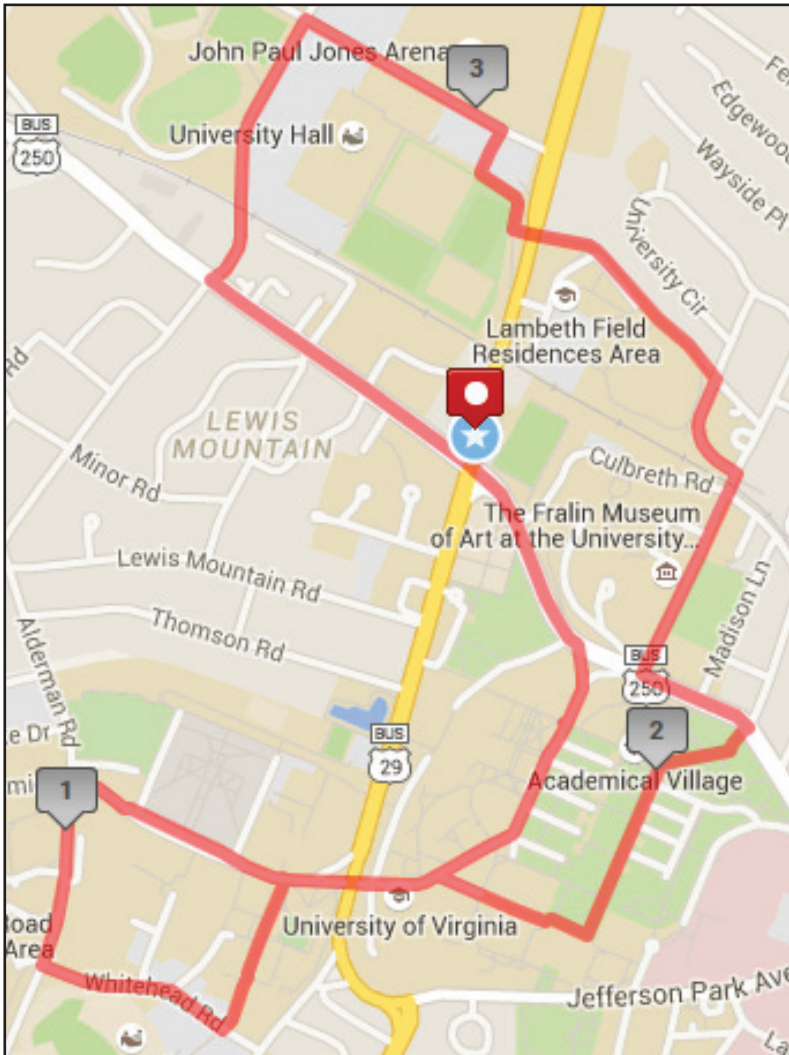 John Paul Jones Arena
3
BUS
250
University Hall
Edgewood
Wayside Pl
University Cir
Lambeth Field
Residences Area
Rd
LEWIS
MOUNTAIN
Minor Rd
Culbreth Rd
The Fralin Museum
of Art at the University...
Lewis Mountain Rd
Thomson Rd
Madison Ln
Alderman Rd
BUS
250
BUS
29
2
Dr
Academical Village
1
University of Virginia
Road
Area
Whitehead Rd
Jefferson Park Ave